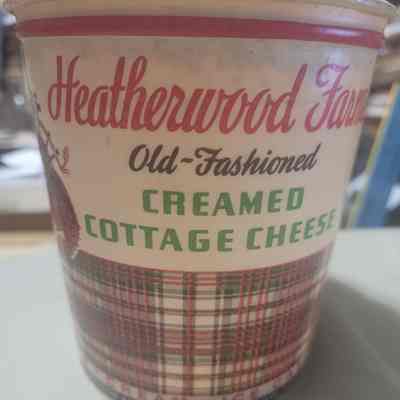 Heatherwood Farm
Old-Fashioned
CREAMED
COTTAGE CHEESE